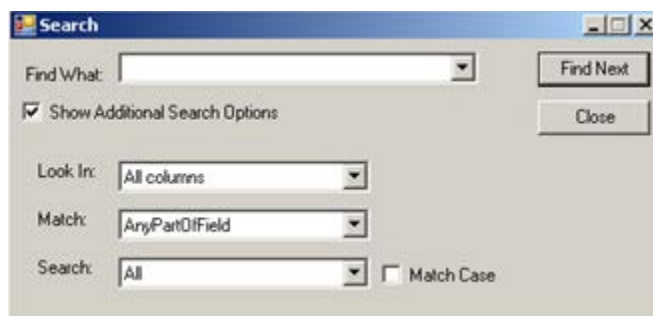 Search
Find What: Find Next
Show Additional Search Options
Close
Look In: All columns
Match: AnyPartOfField
Search: All Match Case